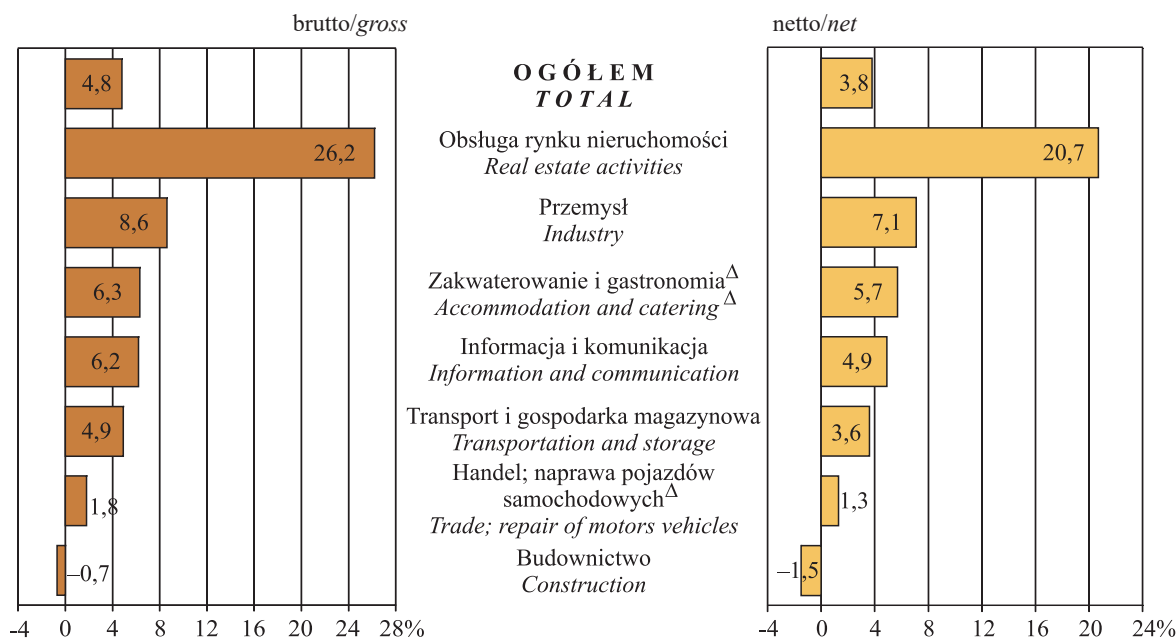 brutto/gross
netto/net
4,8
OGÓŁEM
TOTAL
3,8
26,2
Obsługa rynku nieruchomości
Real estate activities
20,7
8,6
Przemysł
Industry
7,1
6,3
Zakwaterowanie i gastronomia Δ
Accommodation and catering Δ
5,7
6,2
Informacja i komunikacja
Information and communication
4,9
4,9
Transport i gospodarka magazynowa
Transportation and storage
3,6
1,8
Handel; naprawa pojazdów
samochodowych Δ
Trade; repair of motors vehicles
1,3
–0,7
Budownictwo
Construction
–1,5
-4 0 4 8 12 16 20 24 28%
-4 0 4 8 12 16 20 24%